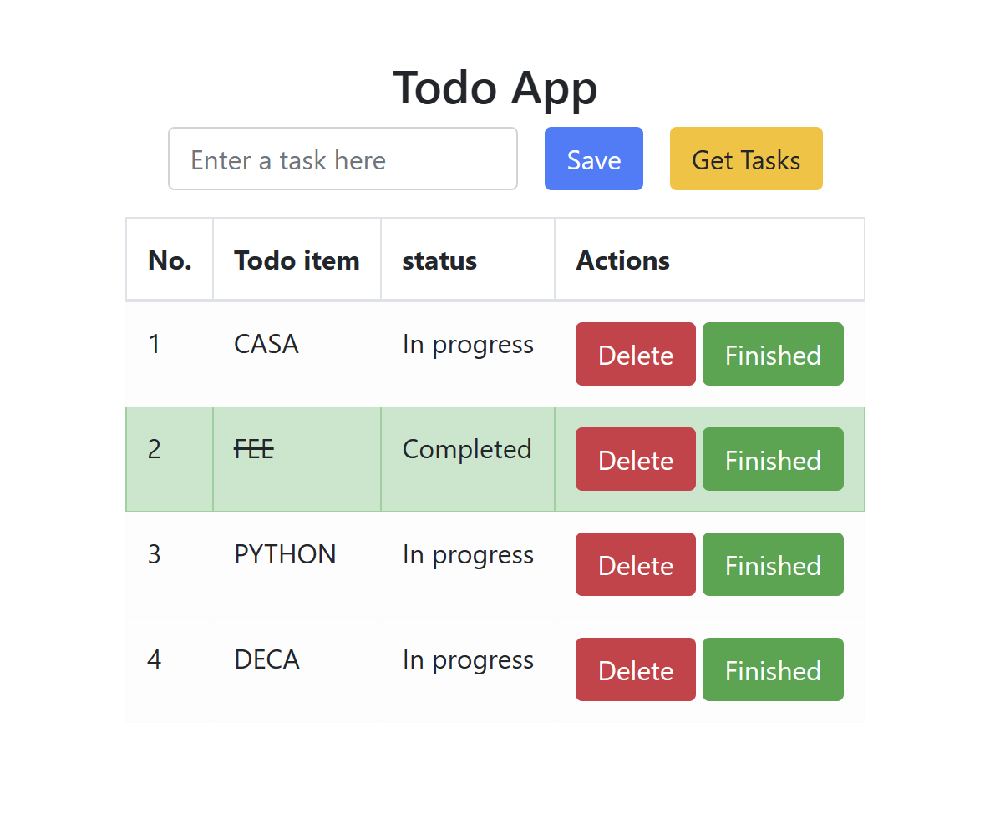 Todo App
Enter a task here Save Get Tasks
No. Todo item status Actions
1 CASA In progress Delete Finished
2 FEE Completed Delete Finished
3 PYTHON In progress Delete Finished
4 DECA In progress Delete Finished